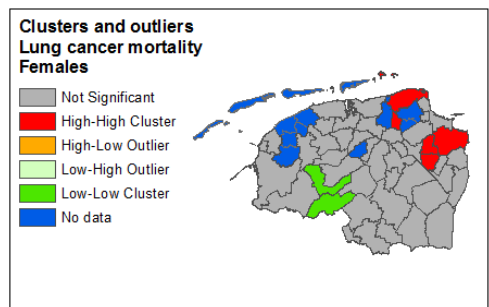 Clusters and outliers
Lung cancer mortality
Females
Not Significant
High-High Cluster
High-Low Outlier
Low-High Outlier
Low-Low Cluster
No data